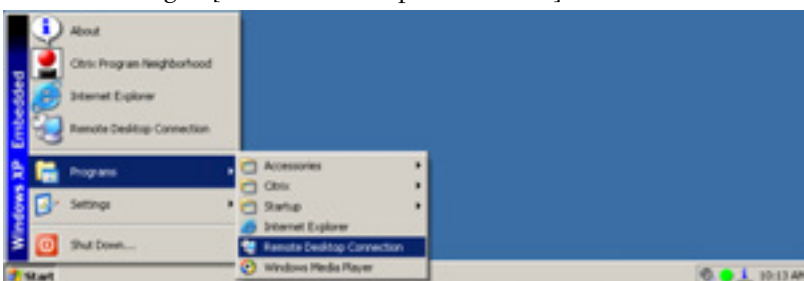 About
Citrix Program Neighborhood
Internet Explorer
Remote Desktop Connection
Programs
Settings
Shut Down...
Windows XP Embedded
Accessories
Citrix
Startup
Internet Explorer
Remote Desktop Connection
Windows Media Player
Start
10:13 AM